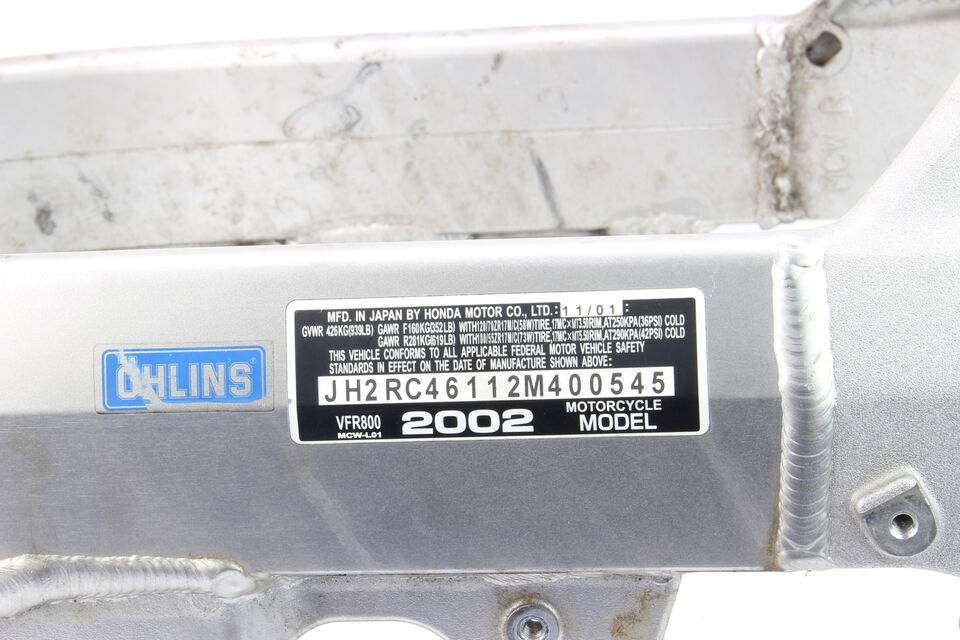 MCW R
ÖHLINS
MFD. IN JAPAN BY HONDA MOTOR CO., LTD.: 11/01 :
GVWR 426KG(939LB) GAWR F160KG(352LB) WITH120/70ZR17M/C(58W)TIRE,17M/C×MT3.50RIM,AT250KPA(36PSI) COLD
GAWR R281KG(619LB) WITH180/55ZR17M/C(73W)TIRE,17M/C×MT5.50RIM,AT290KPA(42PSI) COLD
THIS VEHICLE CONFORMS TO ALL APPLICABLE FEDERAL MOTOR VEHICLE SAFETY
STANDARDS IN EFFECT ON THE DATE OF MANUFACTURE SHOWN ABOVE:
JH2RC46112M400545
VFR800 2002 MOTORCYCLE
MCW-L01 MODEL